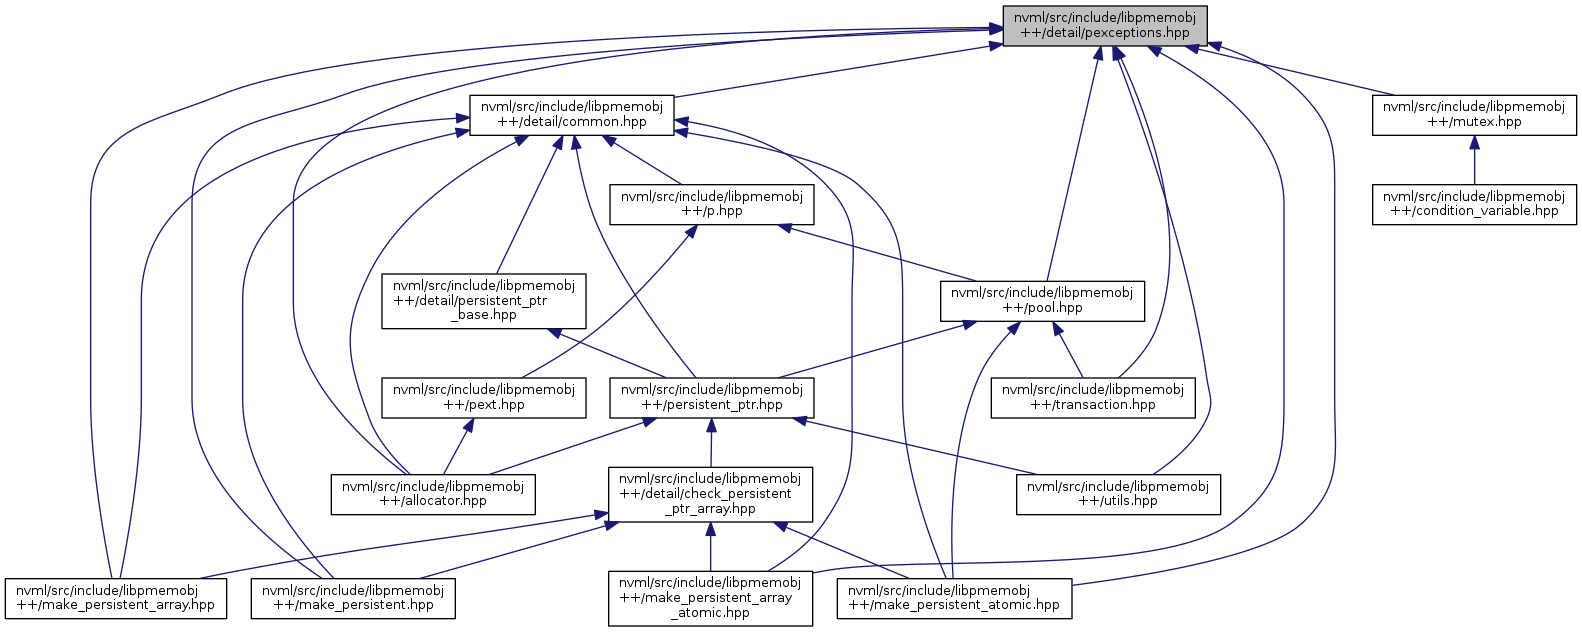 nvml/src/include/libpmemobj
++/detail/pexceptions.hpp
nvml/src/include/libpmemobj
++/detail/common.hpp
nvml/src/include/libpmemobj
++/mutex.hpp
nvml/src/include/libpmemobj
++/p.hpp
nvml/src/include/libpmemobj
++/condition_variable.hpp
nvml/src/include/libpmemobj
++/detail/persistent_ptr
_base.hpp
nvml/src/include/libpmemobj
++/pool.hpp
nvml/src/include/libpmemobj
++/pext.hpp
nvml/src/include/libpmemobj
++/persistent_ptr.hpp
nvml/src/include/libpmemobj
++/transaction.hpp
nvml/src/include/libpmemobj
++/allocator.hpp
nvml/src/include/libpmemobj
++/detail/check_persistent
_ptr_array.hpp
nvml/src/include/libpmemobj
++/utils.hpp
nvml/src/include/libpmemobj
++/make_persistent_array.hpp
nvml/src/include/libpmemobj
++/make_persistent.hpp
nvml/src/include/libpmemobj
++/make_persistent_array
_atomic.hpp
nvml/src/include/libpmemobj
++/make_persistent_atomic.hpp